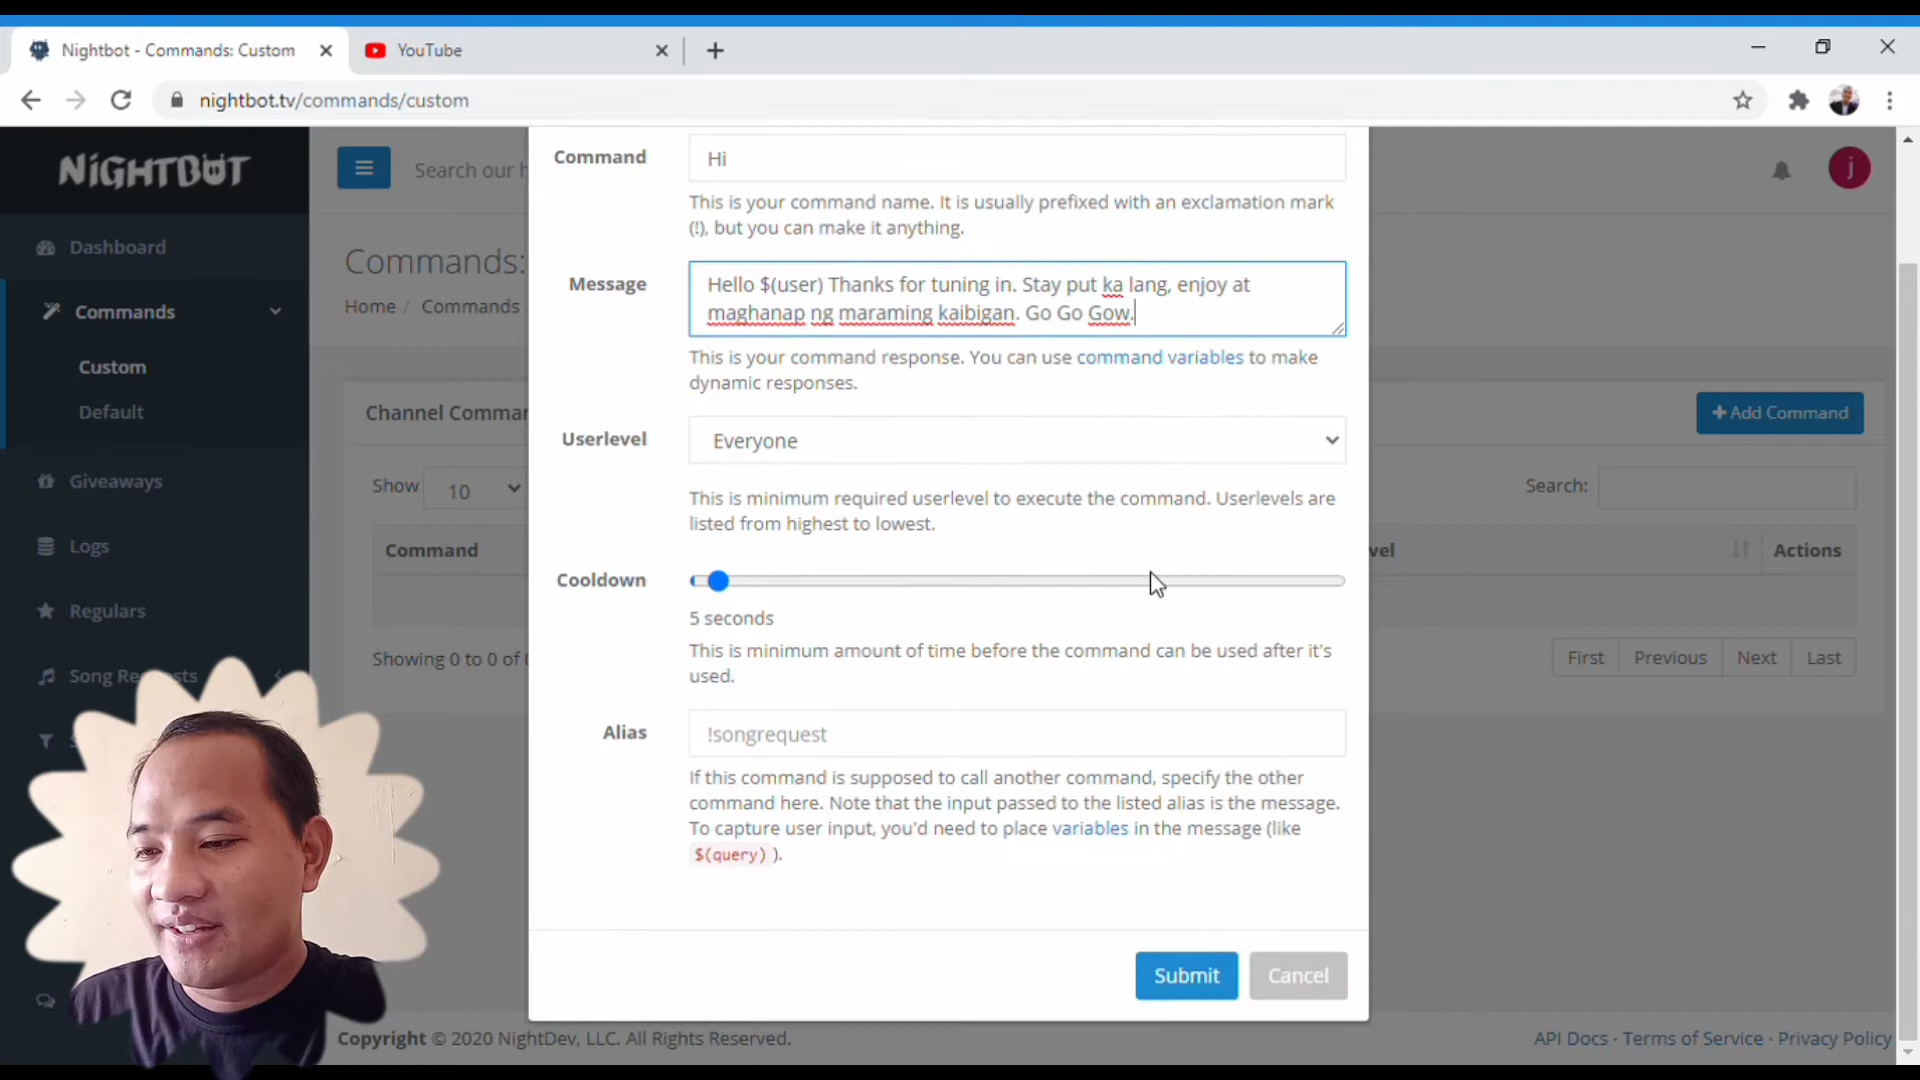 Nightbot - Commands: Custom
YouTube
nightbot.tv/commands/custom
NIGHTBOT
Search our h
j
Dashboard
Commands
Custom
Default
Giveaways
Logs
Regulars
Song Re sts
Commands:
Home / Commands
Channel Comman
Add Command
Show 10
Search:
Command
vel
Actions
Showing 0 to 0 of
First Previous Next Last
Command Hi
This is your command name. It is usually prefixed with an exclamation mark
(!), but you can make it anything.
Message Hello $(user) Thanks for tuning in. Stay put ka lang, enjoy at
maghanap ng maraming kaibigan. Go Go Gow.
This is your command response. You can use command variables to make
dynamic responses.
Userlevel Everyone
This is minimum required userlevel to execute the command. Userlevels are
listed from highest to lowest.
Cooldown
5 seconds
This is minimum amount of time before the command can be used after it's
used.
Alias !songrequest
If this command is supposed to call another command, specify the other
command here. Note that the input passed to the listed alias is the message.
To capture user input, you'd need to place variables in the message (like
$(query) ).
Submit Cancel
Copyright © 2020 NightDev, LLC. All Rights Reserved.
API Docs · Terms of Service · Privacy Policy